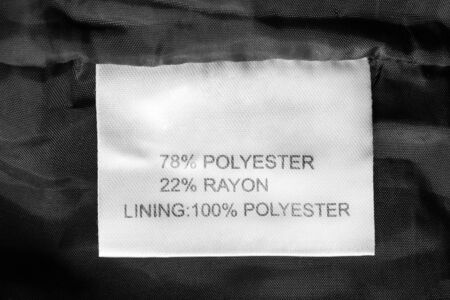 78% POLYESTER
22% RAYON
LINING:100% POLYESTER